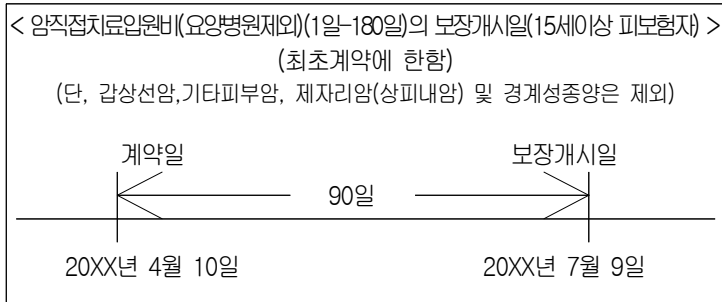 < 암직접치료입원비(요양병원제외)(1일-180일)의 보장개시일(15세이상 피보험자) >
(최초계약에 한함)
(단, 갑상선암,기타피부암, 제자리암(상피내암) 및 경계성종양은 제외)
계약일 보장개시일
90일
20XX년 4월 10일 20XX년 7월 9일